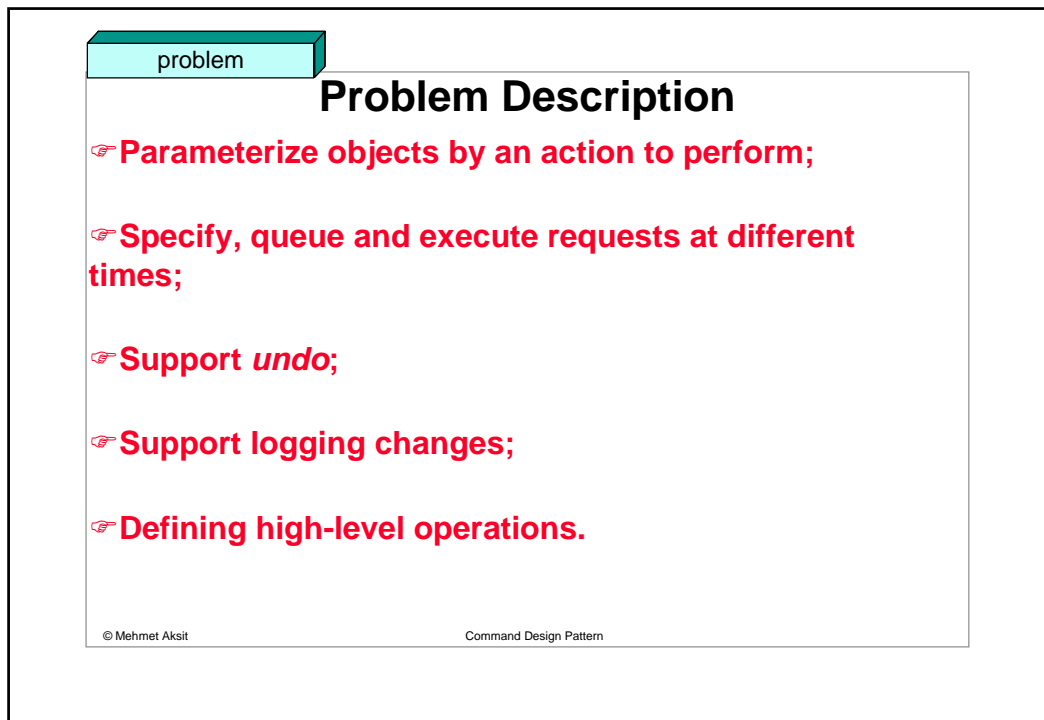 problem
Problem Description
☞Parameterize objects by an action to perform;
☞Specify, queue and execute requests at different
times;
☞Support undo;
☞Support logging changes;
☞Defining high-level operations.
© Mehmet Aksit Command Design Pattern